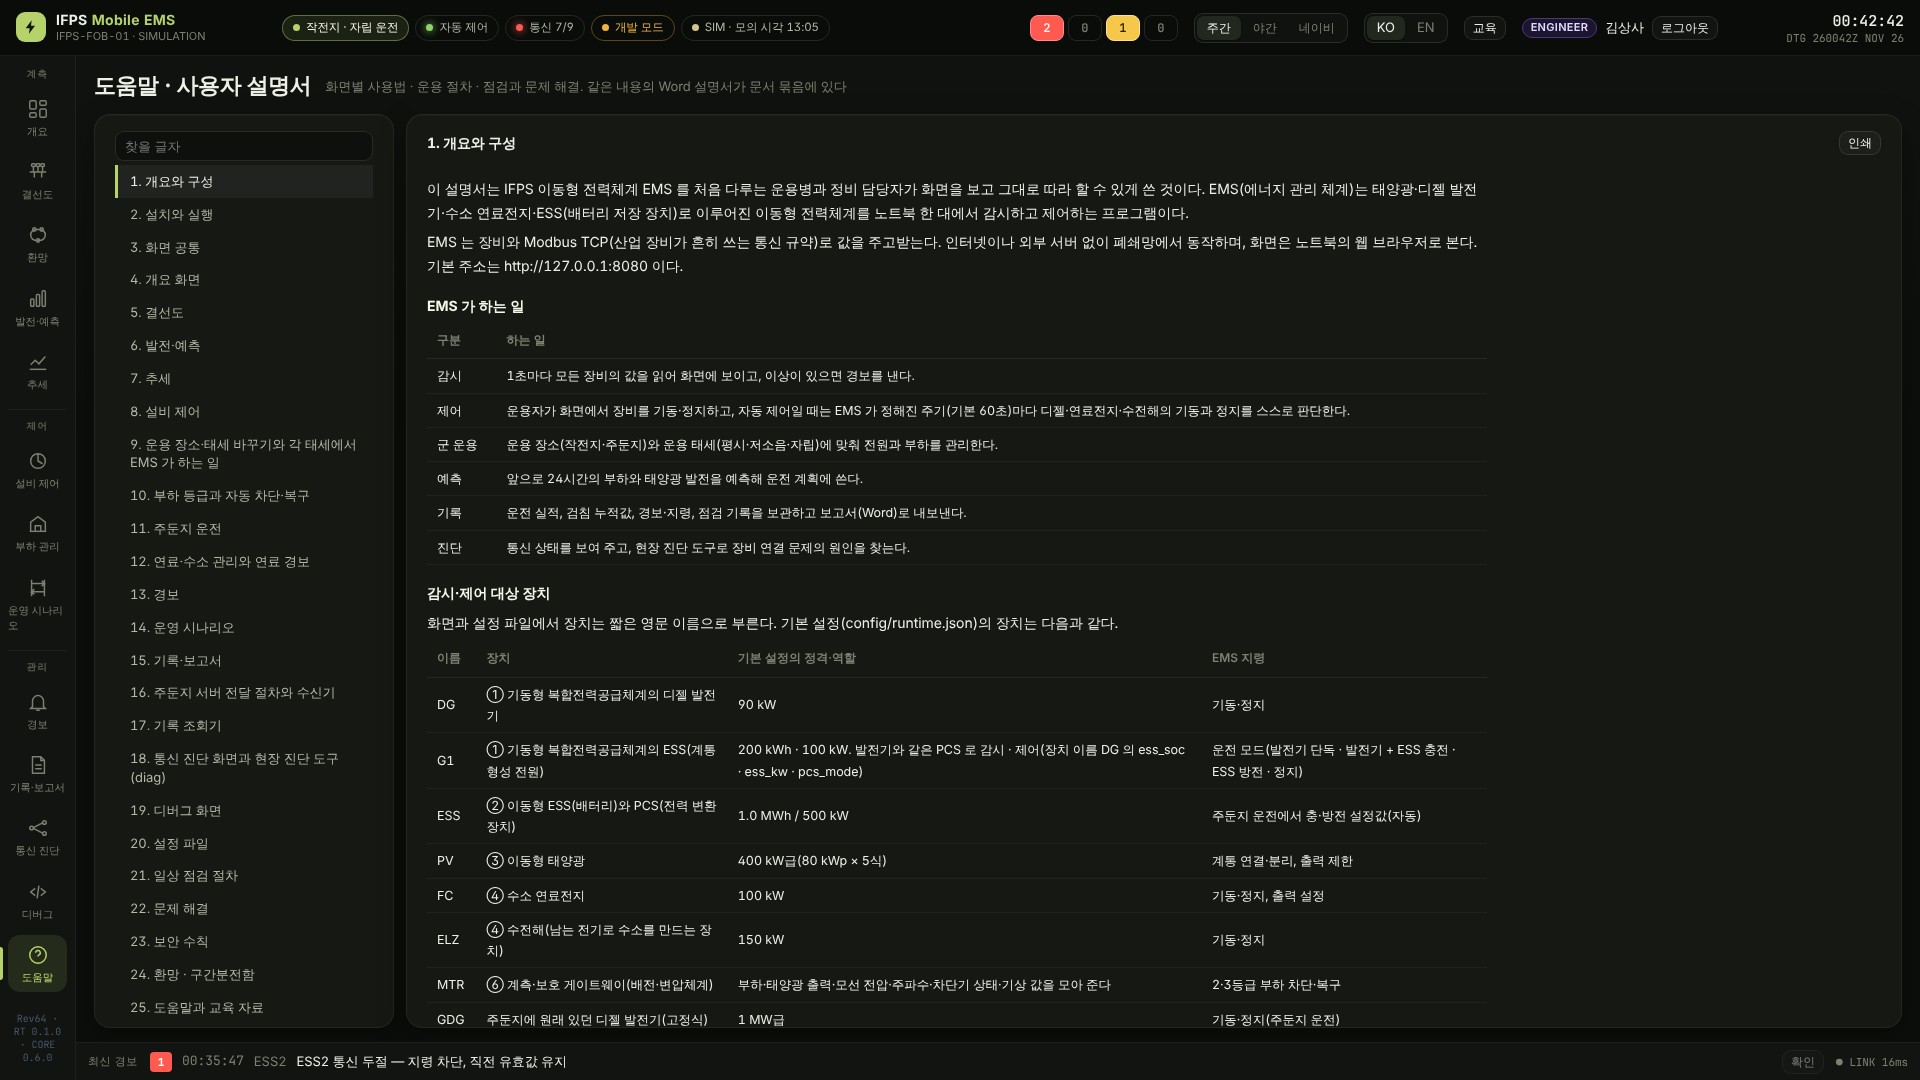 IFPS Mobile EMS
IFPS-FOB-01 · SIMULATION
작전지 · 자립 운전
자동 제어
통신 7/9
개발 모드
SIM · 모의 시각 13:05
2
0
1
0
주간
야간
네이비
KO
EN
교육
ENGINEER
김상사
로그아웃
00:42:42
DTG 260042Z NOV 26
계측
개요
결선도
환망
발전·예측
추세
제어
설비 제어
부하 관리
운영 시나리
오
관리
경보
기록·보고서
통신 진단
디버그
도움말
Rev64 ·
RT 0.1.0
· CORE
0.6.0
도움말 · 사용자 설명서
화면별 사용법 · 운용 절차 · 점검과 문제 해결. 같은 내용의 Word 설명서가 문서 묶음에 있다
찾을 글자
1. 개요와 구성
2. 설치와 실행
3. 화면 공통
4. 개요 화면
5. 결선도
6. 발전·예측
7. 추세
8. 설비 제어
9. 운용 장소·태세 바꾸기와 각 태세에서
EMS 가 하는 일
10. 부하 등급과 자동 차단·복구
11. 주둔지 운전
12. 연료·수소 관리와 연료 경보
13. 경보
14. 운영 시나리오
15. 기록·보고서
16. 주둔지 서버 전달 절차와 수신기
17. 기록 조회기
18. 통신 진단 화면과 현장 진단 도구
(diag)
19. 디버그 화면
20. 설정 파일
21. 일상 점검 절차
22. 문제 해결
23. 보안 수칙
24. 환망 · 구간분전함
25. 도움말과 교육 자료
1. 개요와 구성
인쇄
이 설명서는 IFPS 이동형 전력체계 EMS 를 처음 다루는 운용병과 정비 담당자가 화면을 보고 그대로 따라 할 수 있게 쓴 것이다. EMS(에너지 관리 체계)는 태양광·디젤 발전
기·수소 연료전지·ESS(배터리 저장 장치)로 이루어진 이동형 전력체계를 노트북 한 대에서 감시하고 제어하는 프로그램이다.
EMS 는 장비와 Modbus TCP(산업 장비가 흔히 쓰는 통신 규약)로 값을 주고받는다. 인터넷이나 외부 서버 없이 폐쇄망에서 동작하며, 화면은 노트북의 웹 브라우저로 본다.
기본 주소는 http://127.0.0.1:8080 이다.
EMS 가 하는 일
구분 하는 일
감시 1초마다 모든 장비의 값을 읽어 화면에 보이고, 이상이 있으면 경보를 낸다.
제어 운용자가 화면에서 장비를 기동·정지하고, 자동 제어일 때는 EMS 가 정해진 주기(기본 60초)마다 디젤·연료전지·수전해의 기동과 정지를 스스로 판단한다.
군 운용 운용 장소(작전지·주둔지)와 운용 태세(평시·저소음·자립)에 맞춰 전원과 부하를 관리한다.
예측 앞으로 24시간의 부하와 태양광 발전을 예측해 운전 계획에 쓴다.
기록 운전 실적, 검침 누적값, 경보·지령, 점검 기록을 보관하고 보고서(Word)로 내보낸다.
진단 통신 상태를 보여 주고, 현장 진단 도구로 장비 연결 문제의 원인을 찾는다.
감시·제어 대상 장치
화면과 설정 파일에서 장치는 짧은 영문 이름으로 부른다. 기본 설정(config/runtime.json)의 장치는 다음과 같다.
이름 장치 기본 설정의 정격·역할 EMS 지령
DG ① 기동형 복합전력공급체계의 디젤 발전
기 90 kW 기동·정지
G1 ① 기동형 복합전력공급체계의 ESS(계통
형성 전원) 200 kWh · 100 kW. 발전기와 같은 PCS 로 감시 · 제어(장치 이름 DG 의 ess_soc
· ess_kw · pcs_mode) 운전 모드(발전기 단독 · 발전기 + ESS 충전 ·
ESS 방전 · 정지)
ESS ② 이동형 ESS(배터리)와 PCS(전력 변환
장치) 1.0 MWh / 500 kW 주둔지 운전에서 충·방전 설정값(자동)
PV ③ 이동형 태양광 400 kW급(80 kWp × 5식) 계통 연결·분리, 출력 제한
FC ④ 수소 연료전지 100 kW 기동·정지, 출력 설정
ELZ ④ 수전해(남는 전기로 수소를 만드는 장
치) 150 kW 기동·정지
MTR ⑥ 계측·보호 게이트웨이(배전·변압체계) 부하·태양광 출력·모선 전압·주파수·차단기 상태·기상 값을 모아 준다 2·3등급 부하 차단·복구
GDG 주둔지에 원래 있던 디젤 발전기(고정식) 1 MW급 기동·정지(주둔지 운전)
최신 경보 1 00:35:47 ESS2 ESS2 통신 두절 — 지령 차단, 직전 유효값 유지
확인
LINK 16ms